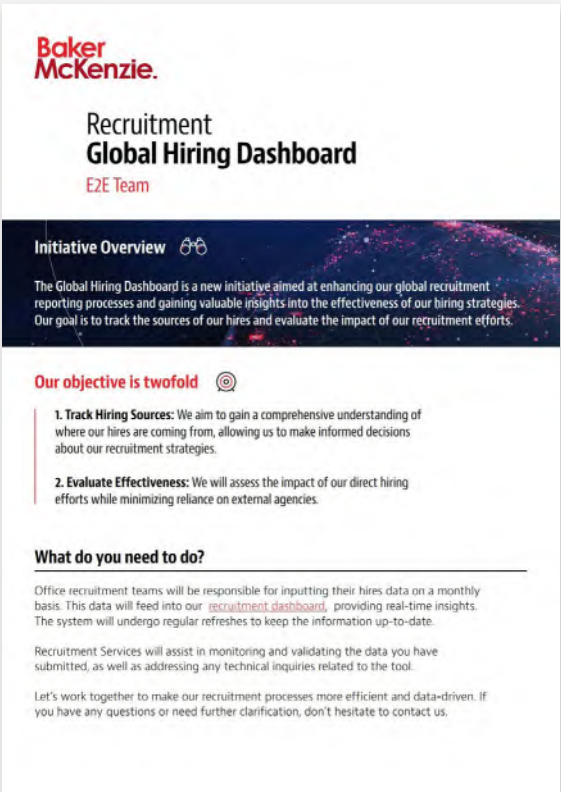 Baker
McKenzie.
Recruitment
Global Hiring Dashboard
E2E Team
Initiative Overview
The Global Hiring Dashboard is a new initiative aimed at enhancing our global recruitment
reporting processes and gaining valuable insights into the effectiveness of our hiring strategies.
Our goal is to track the sources of our hires and evaluate the impact of our recruitment efforts.
Our objective is twofold
1. Track Hiring Sources: We aim to gain a comprehensive understanding of
where our hires are coming from, allowing us to make informed decisions
about our recruitment strategies.
2. Evaluate Effectiveness: We will assess the impact of our direct hiring
efforts while minimizing reliance on external agencies.
What do you need to do?
Office recruitment teams will be responsible for inputting their hires data on a monthly
basis. This data will feed into our recruitment dashboard, providing real-time insights.
The system will undergo regular refreshes to keep the information up-to-date.
Recruitment Services will assist in monitoring and validating the data you have
submitted, as well as addressing any technical inquiries related to the tool.
Let's work together to make our recruitment processes more efficient and data-driven. If
you have any questions or need further clarification, don't hesitate to contact us.